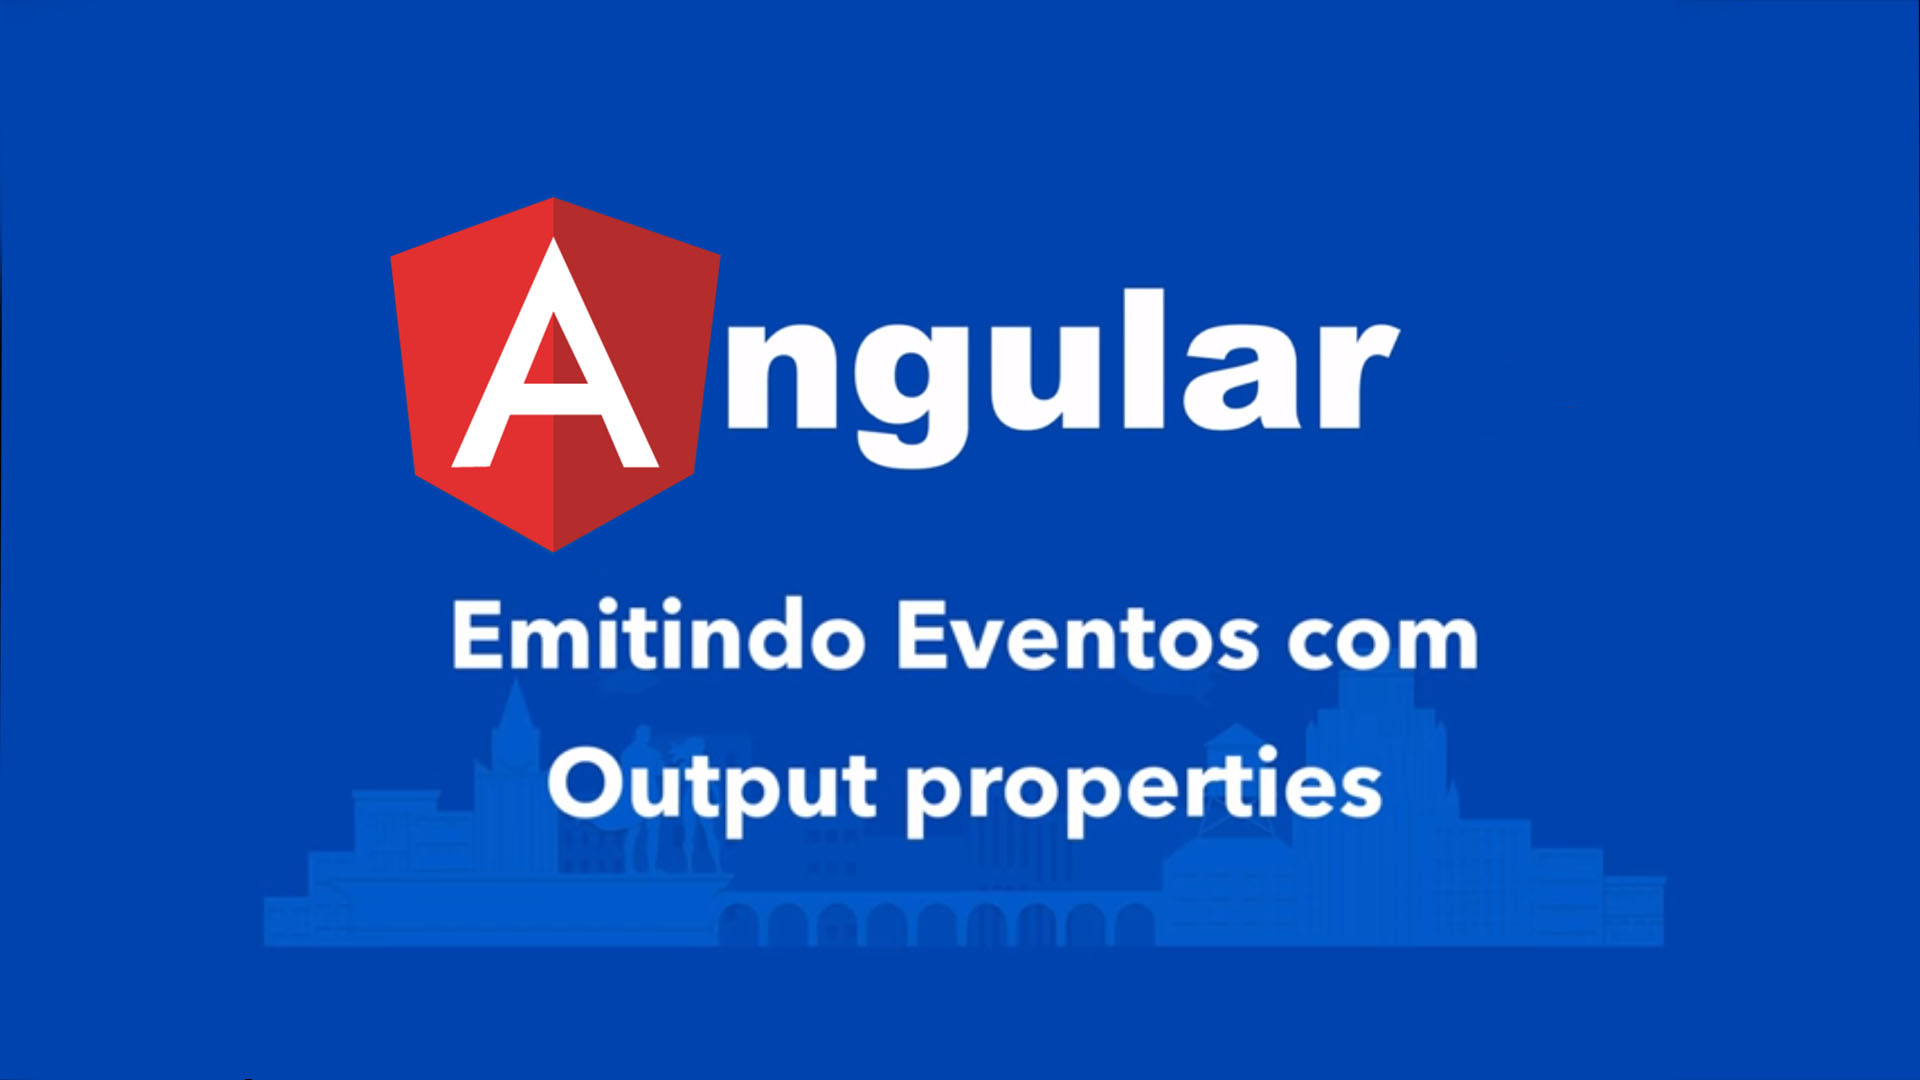 Angular
Emitindo Eventos com
Output properties